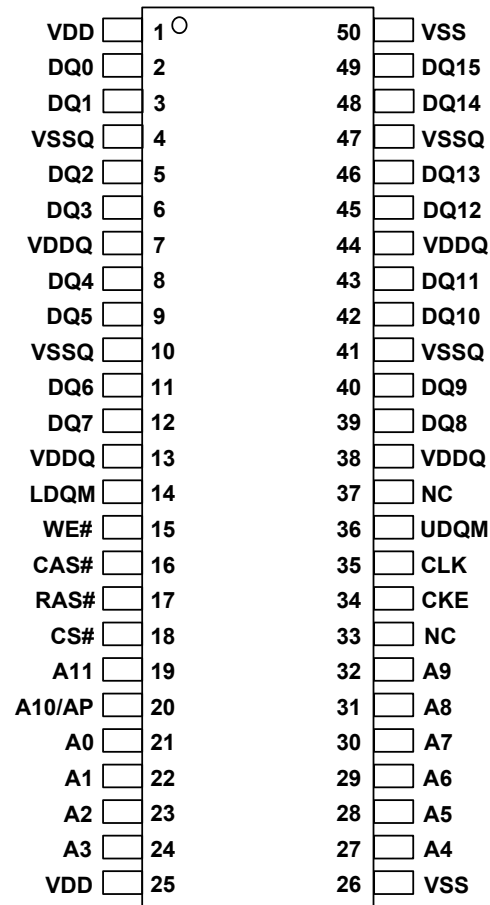 VDD 1 50 VSS
DQ0 2 49 DQ15
DQ1 3 48 DQ14
VSSQ 4 47 VSSQ
DQ2 5 46 DQ13
DQ3 6 45 DQ12
VDDQ 7 44 VDDQ
DQ4 8 43 DQ11
DQ5 9 42 DQ10
VSSQ 10 41 VSSQ
DQ6 11 40 DQ9
DQ7 12 39 DQ8
VDDQ 13 38 VDDQ
LDQM 14 37 NC
WE# 15 36 UDQM
CAS# 16 35 CLK
RAS# 17 34 CKE
CS# 18 33 NC
A11 19 32 A9
A10/AP 20 31 A8
A0 21 30 A7
A1 22 29 A6
A2 23 28 A5
A3 24 27 A4
VDD 25 26 VSS